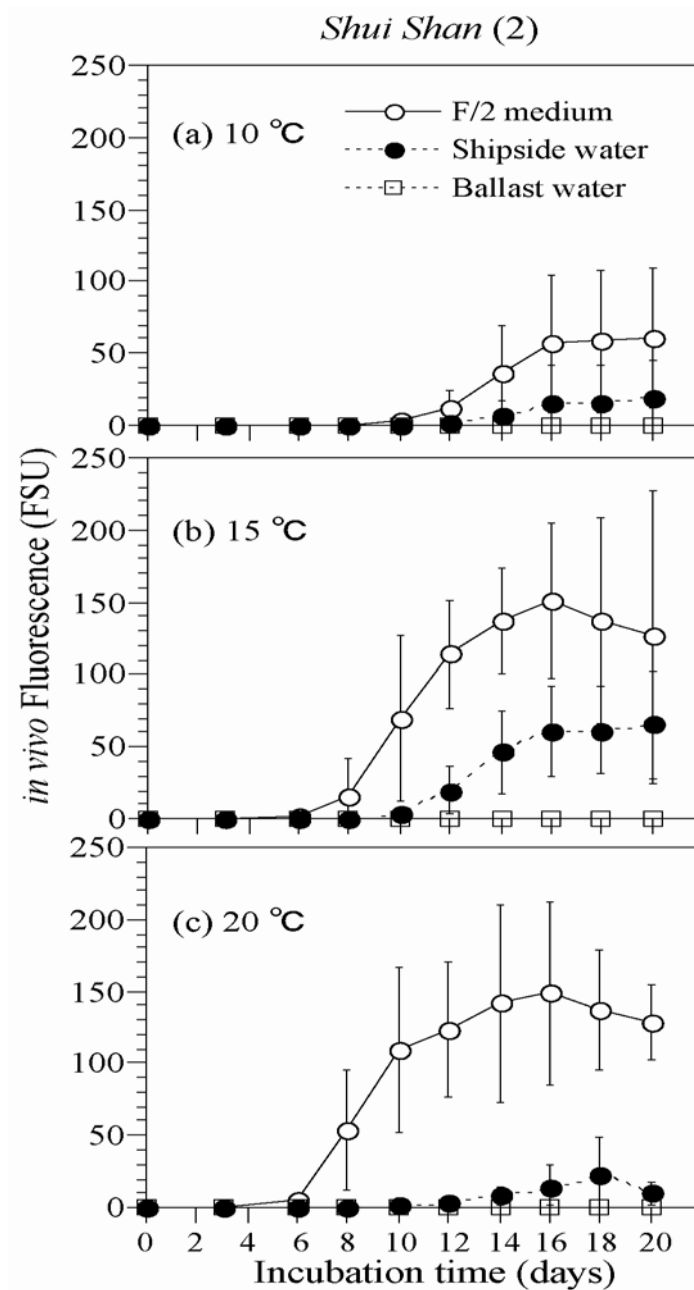 Shui Shan (2)
in vivo Fluorescence (FSU)
250
200
150
100
50
0
(a) 10 °C
F/2 medium
Shipside water
Ballast water
250
200
150
100
50
0
(b) 15 °C
250
200
150
100
50
0
(c) 20 °C
0 2 4 6 8 10 12 14 16 18 20
Incubation time (days)